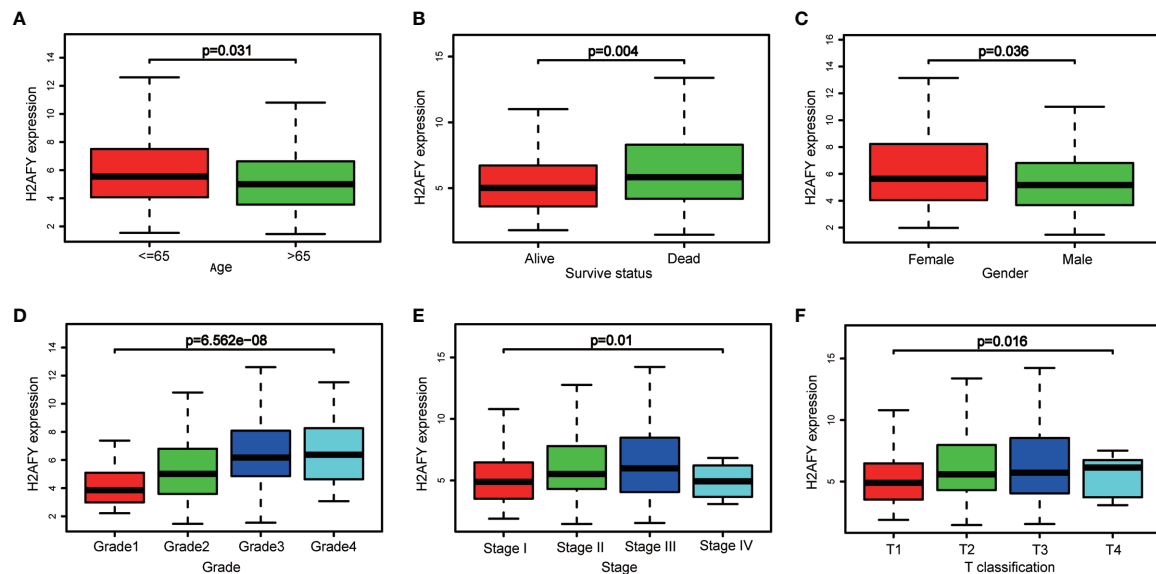 A
p=0.031
H2AFY expression
2
4
6
8
10
12
14
<=65
>65
Age
B
p=0.004
H2AFY expression
5
10
15
Alive
Dead
Survive status
C
p=0.036
H2AFY expression
2
4
6
8
10
12
14
16
Female
Male
Gender
D
p=6.562e−08
H2AFY expression
2
4
6
8
10
12
14
Grade1
Grade2
Grade3
Grade4
Grade
E
p=0.01
H2AFY expression
5
10
15
Stage I
Stage II
Stage III
Stage IV
Stage
F
p=0.016
H2AFY expression
5
10
15
T1
T2
T3
T4
T classification